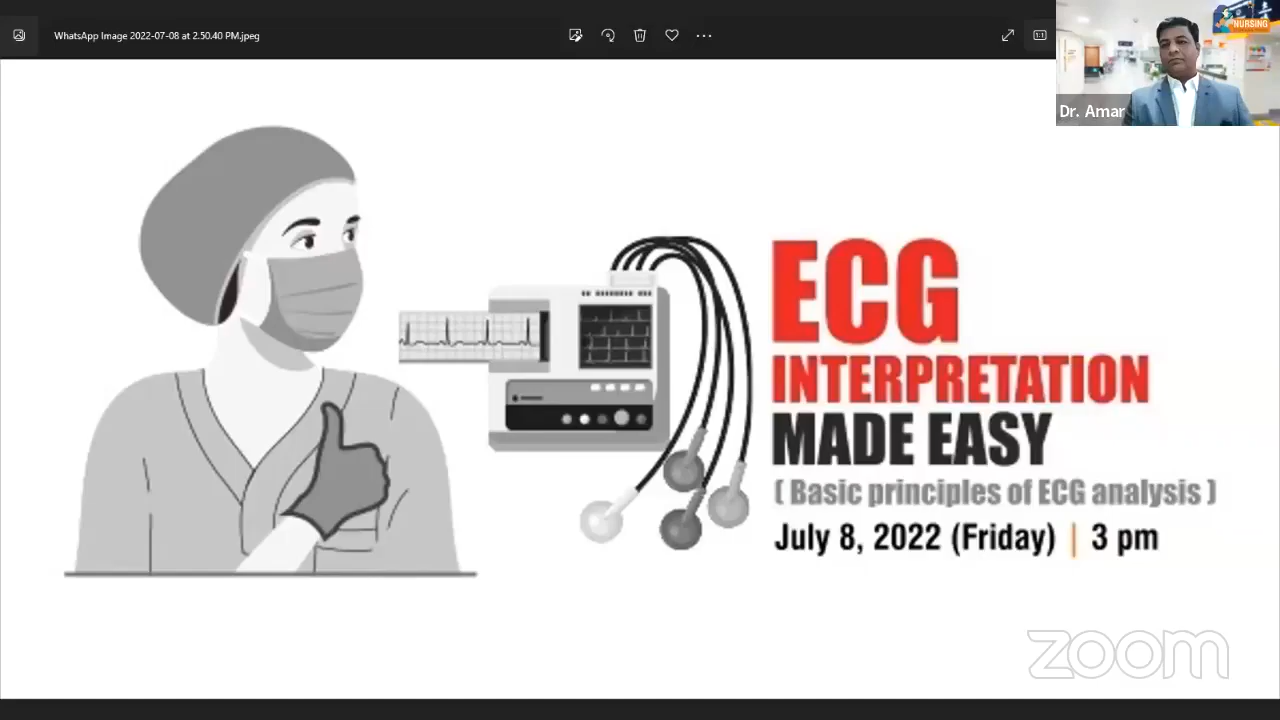 WhatsApp Image 2022-07-08 at 2.50.40 PM.jpeg
NURSING
Dr. Amar
ECG
INTERPRETATION
MADE EASY
( Basic principles of ECG analysis )
July 8, 2022 (Friday) | 3 pm
zoom